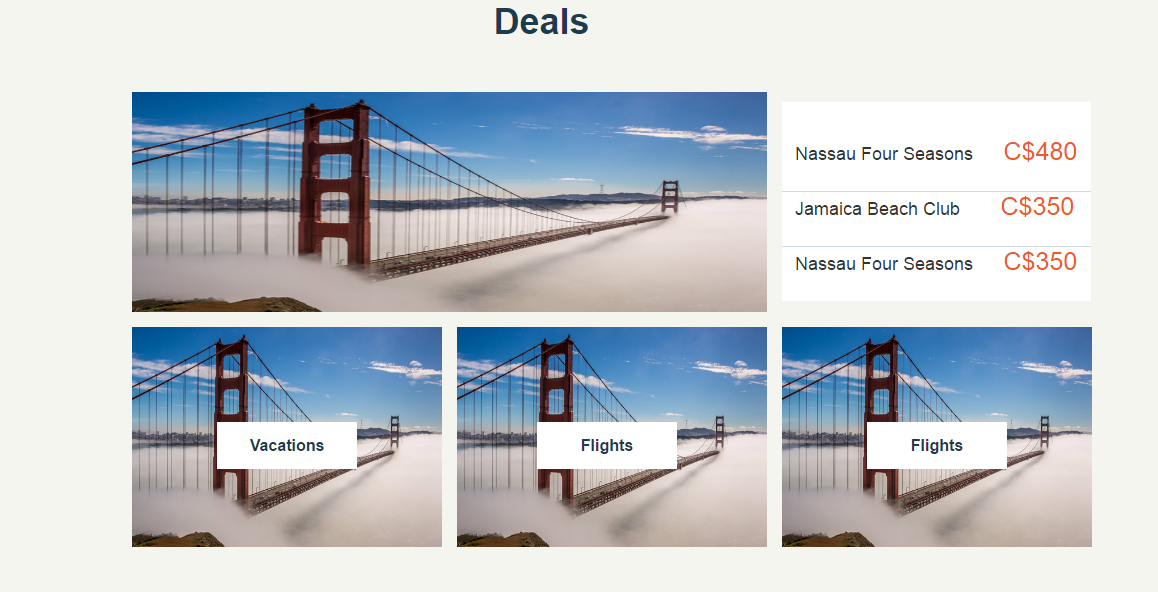 Deals
Nassau Four Seasons C$480
Jamaica Beach Club C$350
Nassau Four Seasons C$350
Vacations
Flights
Flights